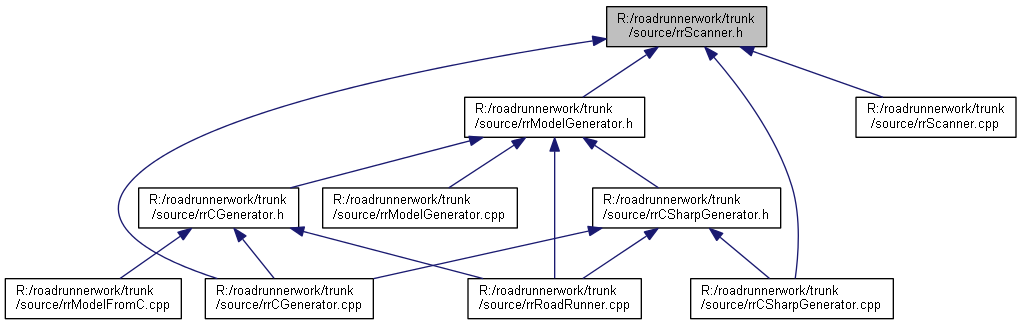 R:/roadrunnerwork/trunk
/source/rrScanner.h
R:/roadrunnerwork/trunk
/source/rrModelGenerator.h
R:/roadrunnerwork/trunk
/source/rrScanner.cpp
R:/roadrunnerwork/trunk
/source/rrCGenerator.h
R:/roadrunnerwork/trunk
/source/rrModelGenerator.cpp
R:/roadrunnerwork/trunk
/source/rrCSharpGenerator.h
R:/roadrunnerwork/trunk
/source/rrModelFromC.cpp
R:/roadrunnerwork/trunk
/source/rrCGenerator.cpp
R:/roadrunnerwork/trunk
/source/rrRoadRunner.cpp
R:/roadrunnerwork/trunk
/source/rrCSharpGenerator.cpp